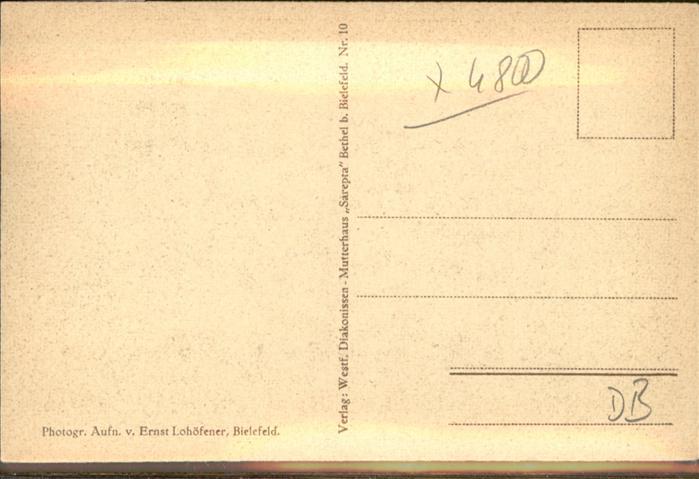 Photogr. Aufn. v. Ernst Lohöfener, Bielefeld.
Verlag: Westf. Diakonissen-Mutterhaus „Sarepta" Bethel b. Bielefeld. Nr. 10
x 4800
DB